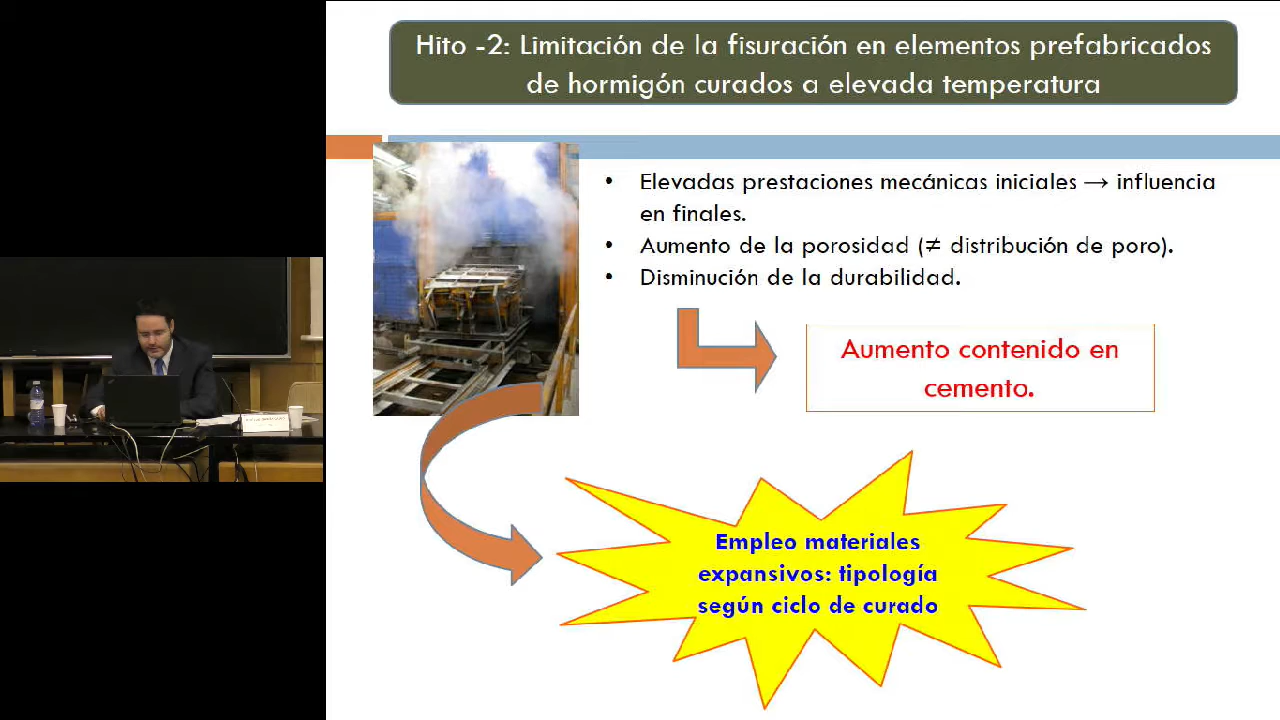 Hito -2: Limitación de la fisuración en elementos prefabricados
de hormigón curados a elevada temperatura
• Elevadas prestaciones mecánicas iniciales → influencia
en finales.
• Aumento de la porosidad (≠ distribución de poro).
• Disminución de la durabilidad.
Aumento contenido en
cemento.
Empleo materiales
expansivos: tipología
según ciclo de curado